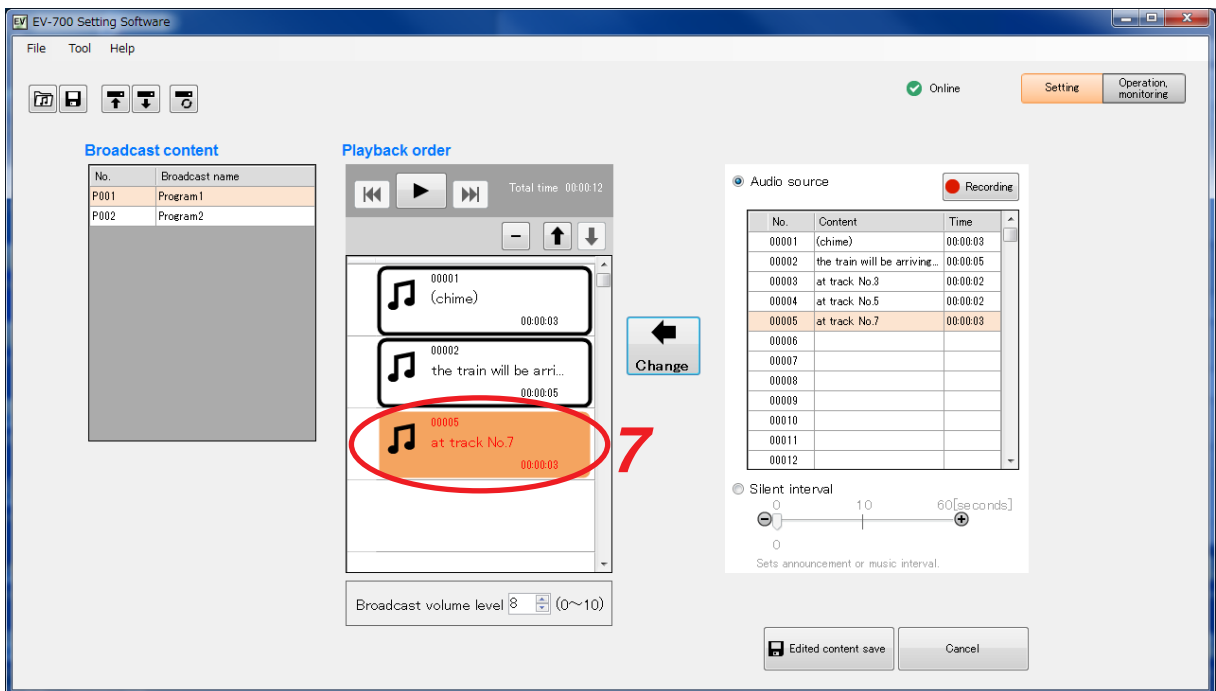 EV EV-700 Setting Software
File Tool Help
Online
Setting
Operation,
monitoring
Broadcast content
No. Broadcast name
P001 Program1
P002 Program2
Playback order
Total time 00:00:12
00001
(chime)
00:00:03
00002
the train will be arri...
00:00:05
00005
at track No.7
00:00:03
7
Broadcast volume level 8 (0～10)
Change
Audio source
Recording
No. Content Time
00001 (chime) 00:00:03
00002 the train will be arriving... 00:00:05
00003 at track No.3 00:00:02
00004 at track No.5 00:00:02
00005 at track No.7 00:00:03
00006
00007
00008
00009
00010
00011
00012
Silent interval
0 10 60[seconds]
0
Sets announcement or music interval.
Edited content save
Cancel